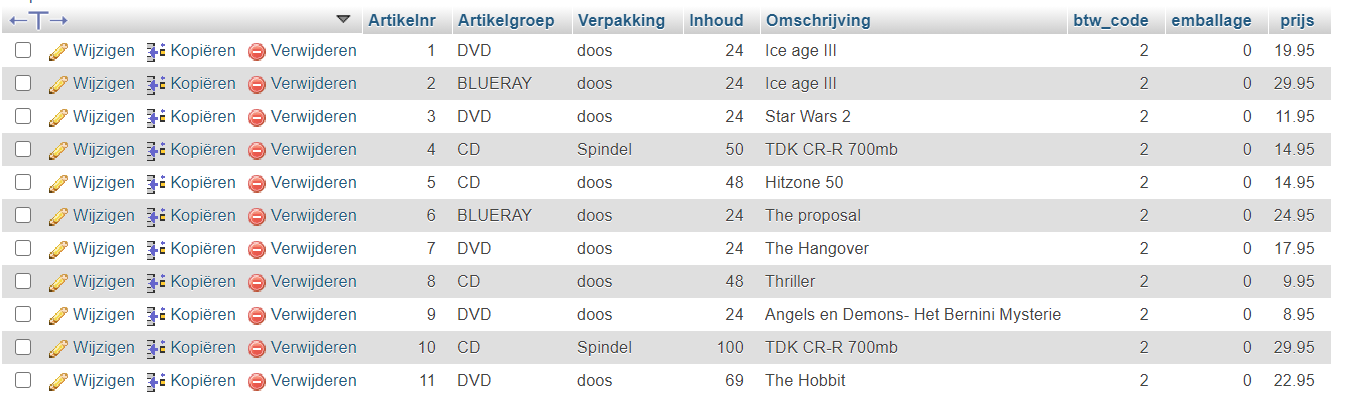 Artikelnr Artikelgroep Verpakking Inhoud Omschrijving btw_code emballage prijs
Wijzigen Kopiëren Verwijderen 1 DVD doos 24 Ice age III 2 0 19.95
Wijzigen Kopiëren Verwijderen 2 BLUERAY doos 24 Ice age III 2 0 29.95
Wijzigen Kopiëren Verwijderen 3 DVD doos 24 Star Wars 2 2 0 11.95
Wijzigen Kopiëren Verwijderen 4 CD Spindel 50 TDK CR-R 700mb 2 0 14.95
Wijzigen Kopiëren Verwijderen 5 CD doos 48 Hitzone 50 2 0 14.95
Wijzigen Kopiëren Verwijderen 6 BLUERAY doos 24 The proposal 2 0 24.95
Wijzigen Kopiëren Verwijderen 7 DVD doos 24 The Hangover 2 0 17.95
Wijzigen Kopiëren Verwijderen 8 CD doos 48 Thriller 2 0 9.95
Wijzigen Kopiëren Verwijderen 9 DVD doos 24 Angels en Demons- Het Bernini Mysterie 2 0 8.95
Wijzigen Kopiëren Verwijderen 10 CD Spindel 100 TDK CR-R 700mb 2 0 29.95
Wijzigen Kopiëren Verwijderen 11 DVD doos 69 The Hobbit 2 0 22.95